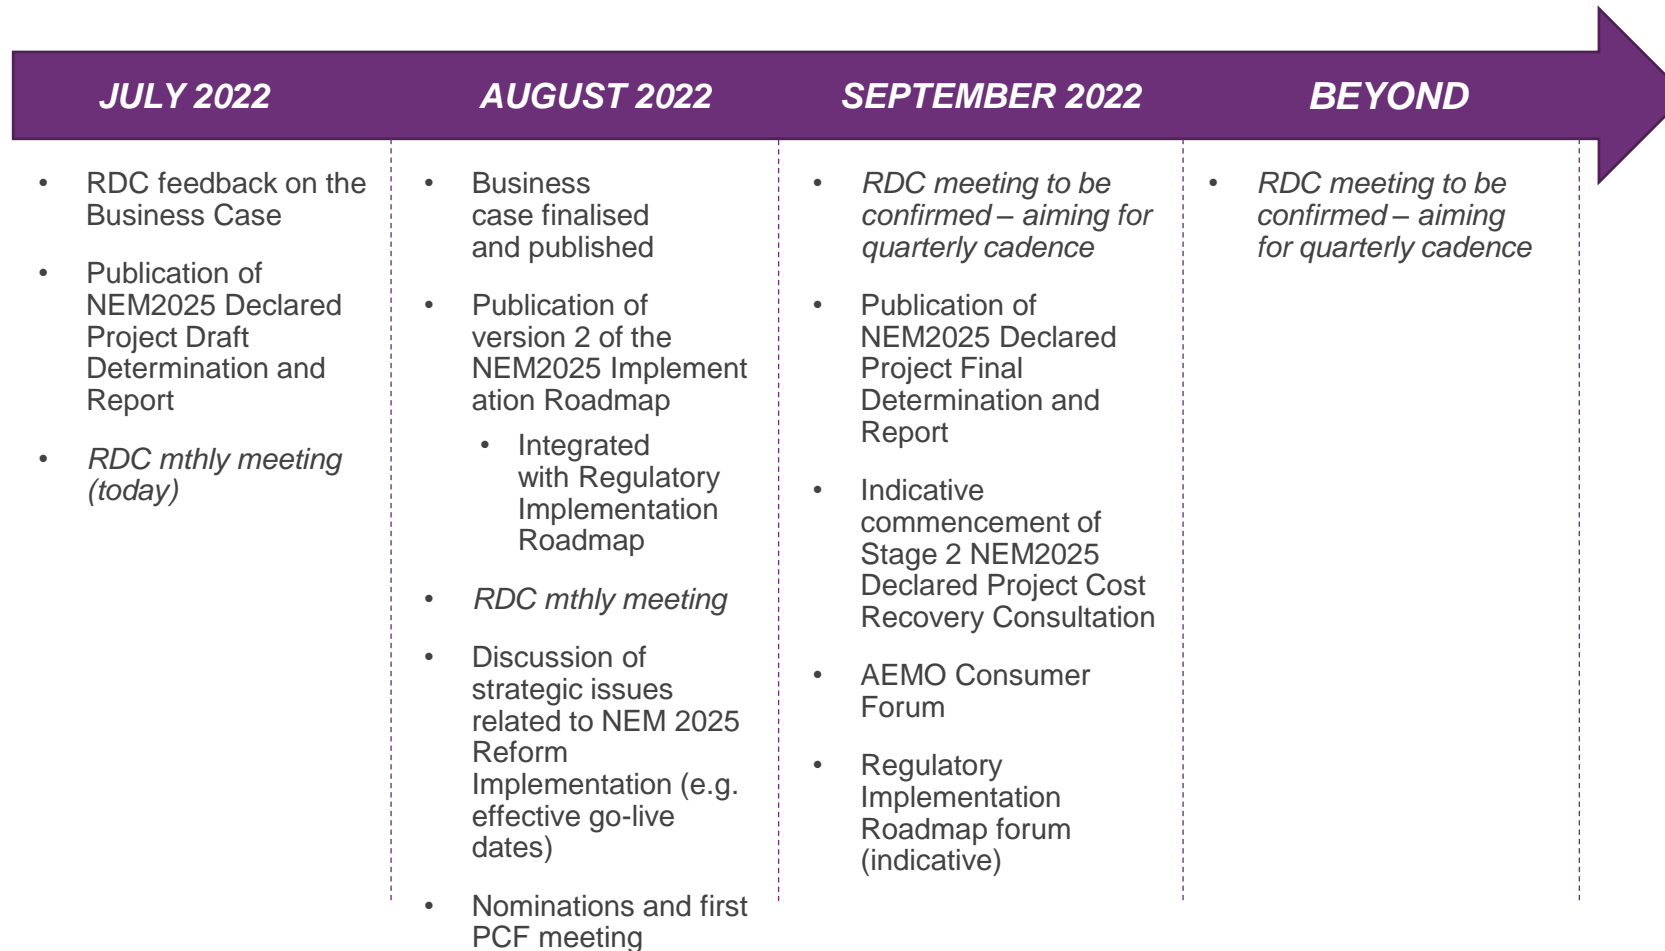 JULY 2022
AUGUST 2022
SEPTEMBER 2022
BEYOND
• RDC feedback on the
Business Case
• Publication of
NEM2025 Declared
Project Draft
Determination and
Report
• RDC mthly meeting
(today)
• Business
case finalised
and published
• Publication of
version 2 of the
NEM2025 Implement
ation Roadmap
• Integrated
with Regulatory
Implementation
Roadmap
• RDC mthly meeting
• Discussion of
strategic issues
related to NEM 2025
Reform
Implementation (e.g.
effective go-live
dates)
• Nominations and first
PCF meeting
• RDC meeting to be
confirmed – aiming for
quarterly cadence
• Publication of
NEM2025 Declared
Project Final
Determination and
Report
• Indicative
commencement of
Stage 2 NEM2025
Declared Project Cost
Recovery Consultation
• AEMO Consumer
Forum
• Regulatory
Implementation
Roadmap forum
(indicative)
• RDC meeting to be
confirmed – aiming
for quarterly cadence